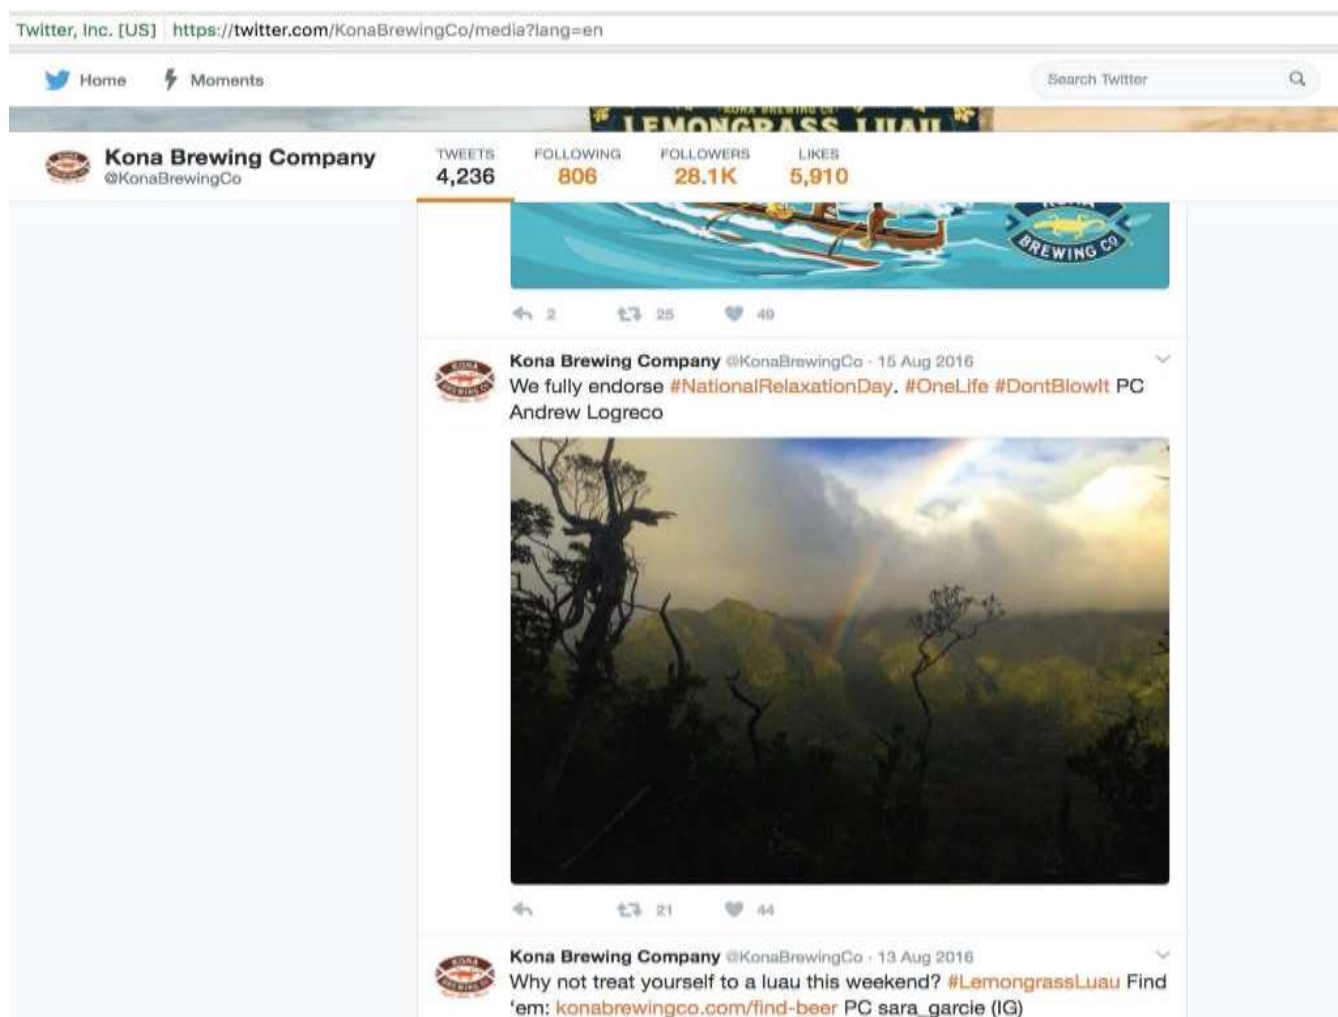 Twitter, Inc. [US] https://twitter.com/KonaBrewingCo/media?lang=en
Home Moments Search Twitter
KONA BREWING CO
LEMONGRASS LUAU
Kona Brewing Company TWEETS FOLLOWING FOLLOWERS LIKES
@KonaBrewingCo 4,236 806 28.1K 5,910
KONA
BREWING CO
2 25 49
Kona Brewing Company @KonaBrewingCo · 15 Aug 2016
We fully endorse #NationalRelaxationDay. #OneLife #DontBlowIt PC
Andrew Logreco
21 44
Kona Brewing Company @KonaBrewingCo · 13 Aug 2016
Why not treat yourself to a luau this weekend? #LemongrassLuau Find
'em: konabrewingco.com/find-beer PC sara_garcie (IG)